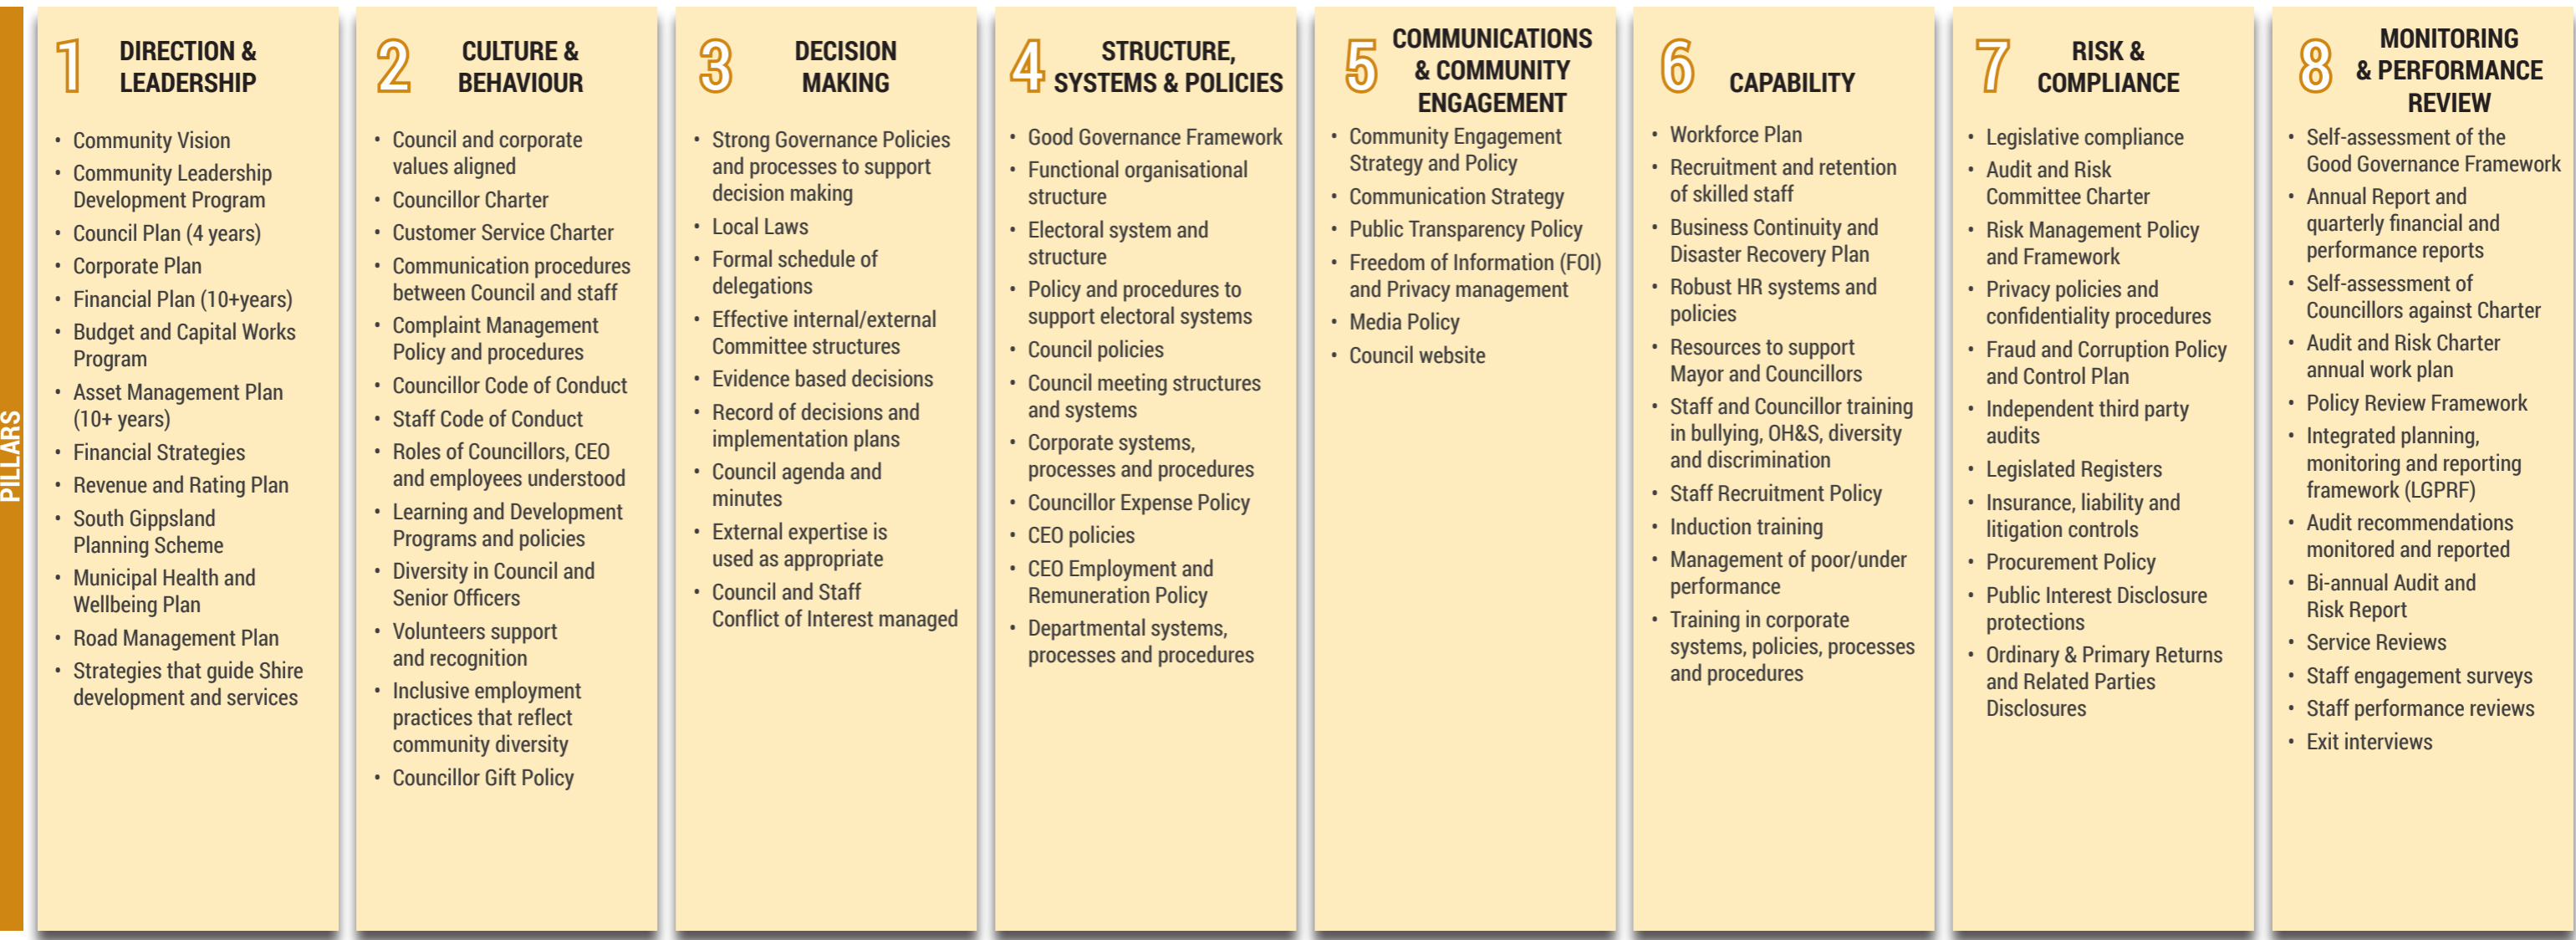 PILLARS
1
DIRECTION &
LEADERSHIP
• Community Vision
• Community Leadership
Development Program
• Council Plan (4 years)
• Corporate Plan
• Financial Plan (10+years)
• Budget and Capital Works
Program
• Asset Management Plan
(10+ years)
• Financial Strategies
• Revenue and Rating Plan
• South Gippsland
Planning Scheme
• Municipal Health and
Wellbeing Plan
• Road Management Plan
• Strategies that guide Shire
development and services
2
CULTURE &
BEHAVIOUR
• Council and corporate
values aligned
• Councillor Charter
• Customer Service Charter
• Communication procedures
between Council and staff
• Complaint Management
Policy and procedures
• Councillor Code of Conduct
• Staff Code of Conduct
• Roles of Councillors, CEO
and employees understood
• Learning and Development
Programs and policies
• Diversity in Council and
Senior Officers
• Volunteers support
and recognition
• Inclusive employment
practices that reflect
community diversity
• Councillor Gift Policy
3
DECISION
MAKING
• Strong Governance Policies
and processes to support
decision making
• Local Laws
• Formal schedule of
delegations
• Effective internal/external
Committee structures
• Evidence based decisions
• Record of decisions and
implementation plans
• Council agenda and
minutes
• External expertise is
used as appropriate
• Council and Staff
Conflict of Interest managed
4
STRUCTURE,
SYSTEMS & POLICIES
• Good Governance Framework
• Functional organisational
structure
• Electoral system and
structure
• Policy and procedures to
support electoral systems
• Council policies
• Council meeting structures
and systems
• Corporate systems,
processes and procedures
• Councillor Expense Policy
• CEO policies
• CEO Employment and
Remuneration Policy
• Departmental systems,
processes and procedures
5
COMMUNICATIONS
& COMMUNITY
ENGAGEMENT
• Community Engagement
Strategy and Policy
• Communication Strategy
• Public Transparency Policy
• Freedom of Information (FOI)
and Privacy management
• Media Policy
• Council website
6
CAPABILITY
• Workforce Plan
• Recruitment and retention
of skilled staff
• Business Continuity and
Disaster Recovery Plan
• Robust HR systems and
policies
• Resources to support
Mayor and Councillors
• Staff and Councillor training
in bullying, OH&S, diversity
and discrimination
• Staff Recruitment Policy
• Induction training
• Management of poor/under
performance
• Training in corporate
systems, policies, processes
and procedures
7
RISK &
COMPLIANCE
• Legislative compliance
• Audit and Risk
Committee Charter
• Risk Management Policy
and Framework
• Privacy policies and
confidentiality procedures
• Fraud and Corruption Policy
and Control Plan
• Independent third party
audits
• Legislated Registers
• Insurance, liability and
litigation controls
• Procurement Policy
• Public Interest Disclosure
protections
• Ordinary & Primary Returns
and Related Parties
Disclosures
8
MONITORING
& PERFORMANCE
REVIEW
• Self-assessment of the
Good Governance Framework
• Annual Report and
quarterly financial and
performance reports
• Self-assessment of
Councillors against Charter
• Audit and Risk Charter
annual work plan
• Policy Review Framework
• Integrated planning,
monitoring and reporting
framework (LGPRF)
• Audit recommendations
monitored and reported
• Bi-annual Audit and
Risk Report
• Service Reviews
• Staff engagement surveys
• Staff performance reviews
• Exit interviews